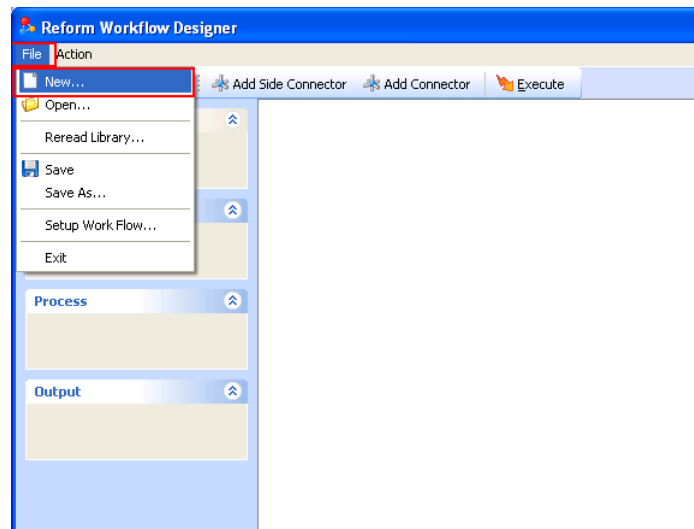 Reform Workflow Designer
File Action
New... Add Side Connector Add Connector Execute
Open...
Reread Library...
Save
Save As...
Setup Work Flow...
Exit
Process
Output